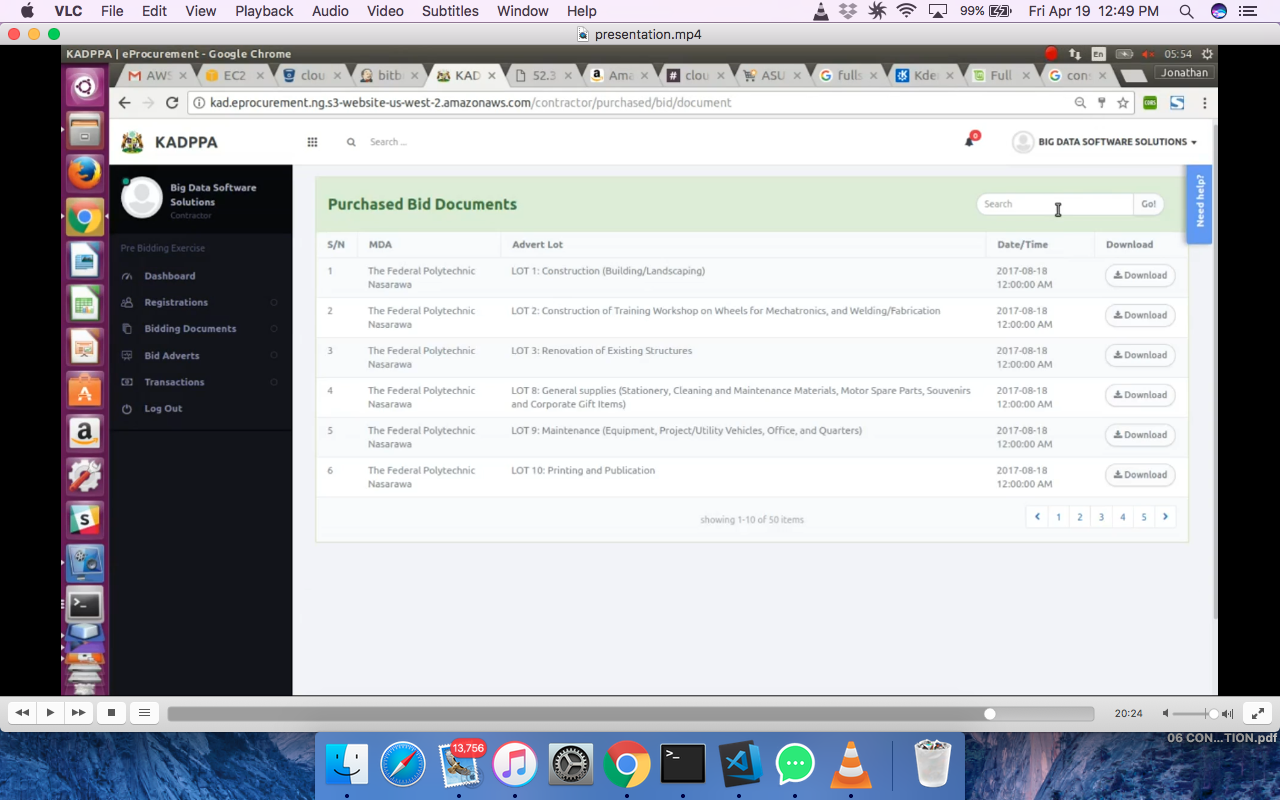 VLC File Edit View Playback Audio Video Subtitles Window Help 99% Fri Apr 19 12:49 PM
presentation.mp4
KADPPA | eProcurement - Google Chrome En 05:54
AWS EC2 clou bitb KAD 52.3 Ama clou ASU fulls Kde Full con Jonathan
kad.eprocurement.ng.s3-website-us-west-2.amazonaws.com/contractor/purchased/bid/document
KADPPA Search ... 0 BIG DATA SOFTWARE SOLUTIONS
Big Data Software
Solutions
Contractor
Pre Bidding Exercise
Dashboard
Registrations
Bidding Documents
Bid Adverts
Transactions
Log Out
Need help?
Purchased Bid Documents Search Go!
S/N MDA Advert Lot Date/Time Download
1 The Federal Polytechnic LOT 1: Construction (Building/Landscaping) 2017-08-18 Download
Nasarawa 12:00:00 AM
2 The Federal Polytechnic LOT 2: Construction of Training Workshop on Wheels for Mechatronics, and Welding/Fabrication 2017-08-18 Download
Nasarawa 12:00:00 AM
3 The Federal Polytechnic LOT 3: Renovation of Existing Structures 2017-08-18 Download
Nasarawa 12:00:00 AM
4 The Federal Polytechnic LOT 8: General supplies (Stationery, Cleaning and Maintenance Materials, Motor Spare Parts, Souvenirs 2017-08-18 Download
Nasarawa and Corporate Gift Items) 12:00:00 AM
5 The Federal Polytechnic LOT 9: Maintenance (Equipment, Project/Utility Vehicles, Office, and Quarters) 2017-08-18 Download
Nasarawa 12:00:00 AM
6 The Federal Polytechnic LOT 10: Printing and Publication 2017-08-18 Download
Nasarawa 12:00:00 AM
showing 1-10 of 50 items 1 2 3 4 5
20:24
06 CON...TION.pdf
13,756